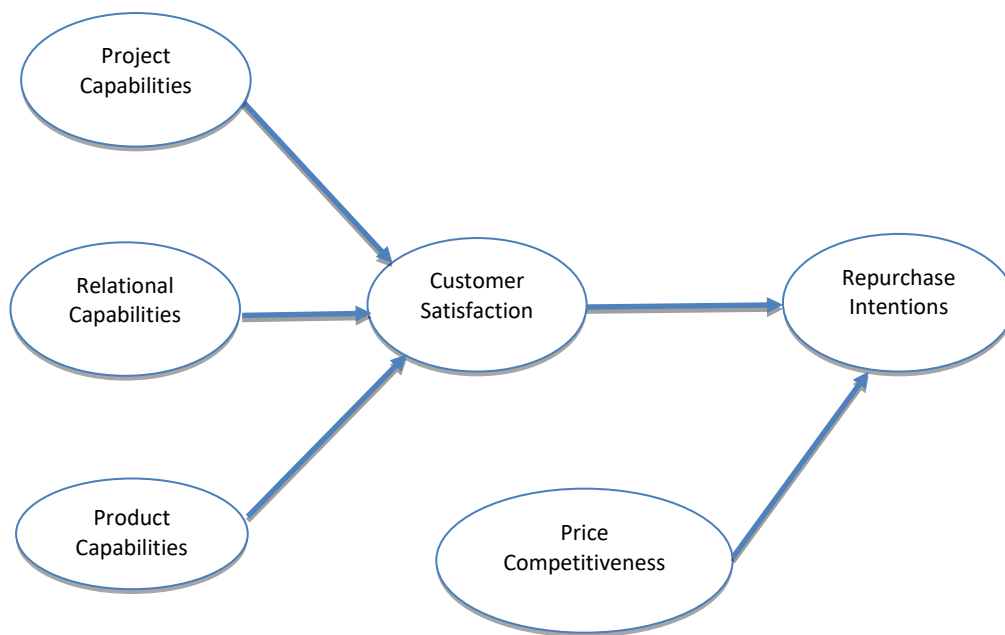 Project
Capabilities
Relational
Capabilities
Customer
Satisfaction
Repurchase
Intentions
Product
Capabilities
Price
Competitiveness